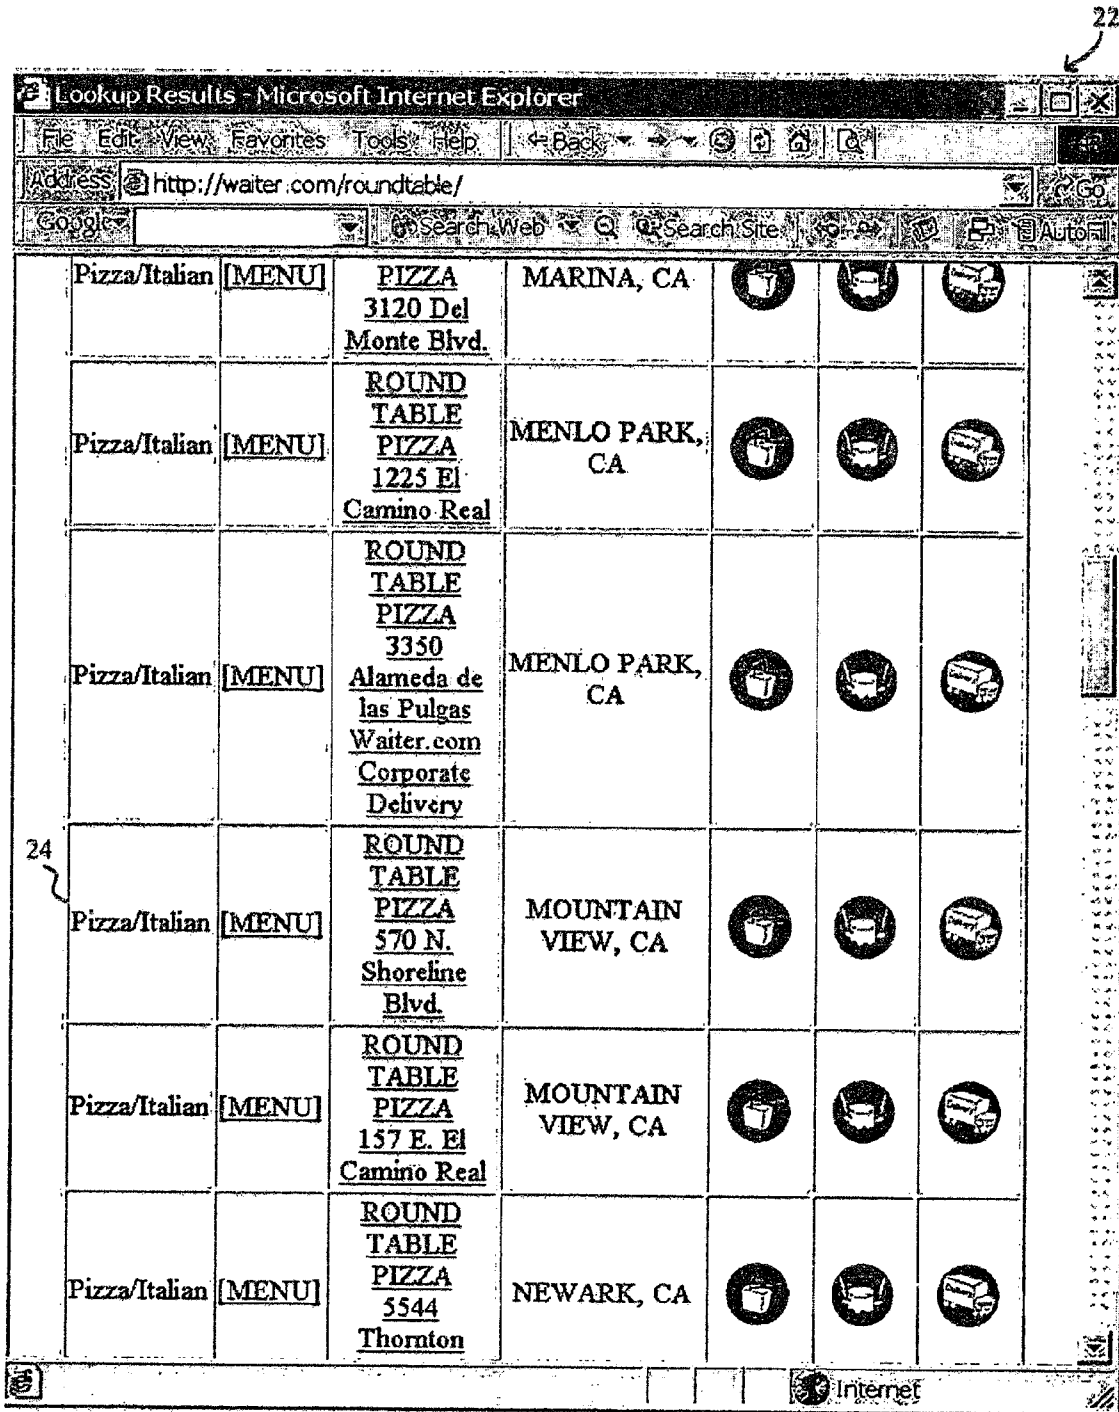 22
Lookup Results - Microsoft Internet Explorer
File Edit View Favorites Tools Help Back
Address http://waiter.com/roundtable/ Go
Google Search Web Search Site AutoFill
Pizza/Italian [MENU] PIZZA MARINA, CA
3120 Del
Monte Blvd.
ROUND
TABLE
Pizza/Italian [MENU] PIZZA MENLO PARK,
1225 El CA
Camino Real
ROUND
TABLE
PIZZA
3350
Pizza/Italian [MENU] Alameda de MENLO PARK,
las Pulgas CA
Waiter.com
Corporate
Delivery
24
ROUND
TABLE
Pizza/Italian [MENU] PIZZA MOUNTAIN
570 N. VIEW, CA
Shoreline
Blvd.
ROUND
TABLE
Pizza/Italian [MENU] PIZZA MOUNTAIN
157 E. El VIEW, CA
Camino Real
ROUND
TABLE
Pizza/Italian [MENU] PIZZA NEWARK, CA
5544
Thornton
Internet